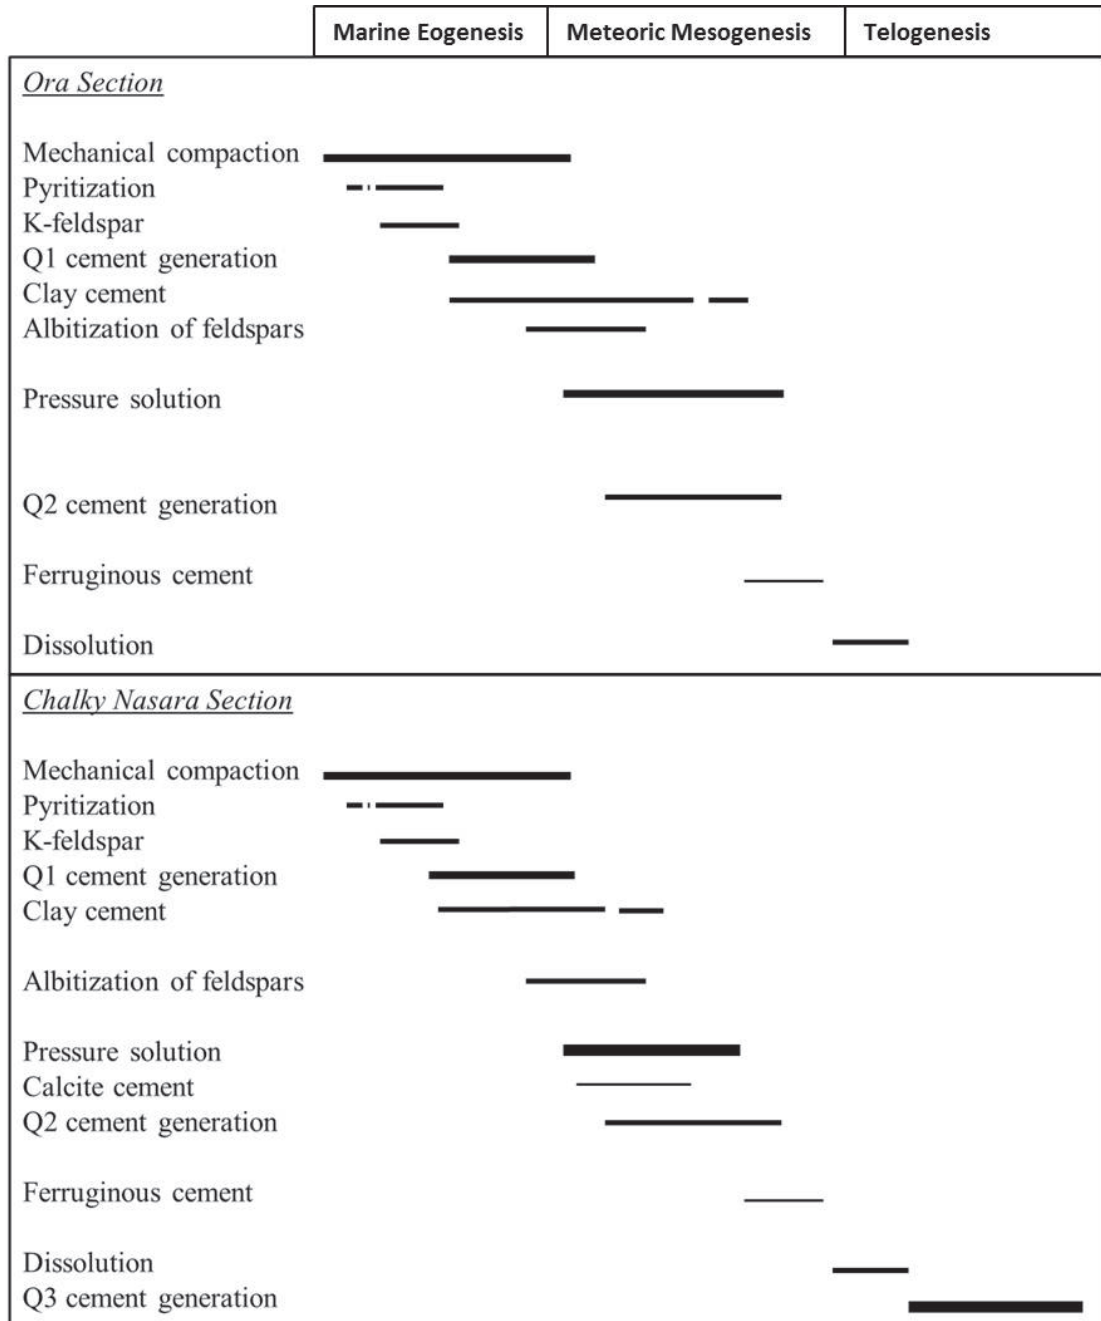 Marine Eogenesis Meteoric Mesogenesis Telogenesis
Ora Section
Mechanical compaction
Pyritization
K-feldspar
Q1 cement generation
Clay cement
Albitization of feldspars
Pressure solution
Q2 cement generation
Ferruginous cement
Dissolution
Chalky Nasara Section
Mechanical compaction
Pyritization
K-feldspar
Q1 cement generation
Clay cement
Albitization of feldspars
Pressure solution
Calcite cement
Q2 cement generation
Ferruginous cement
Dissolution
Q3 cement generation